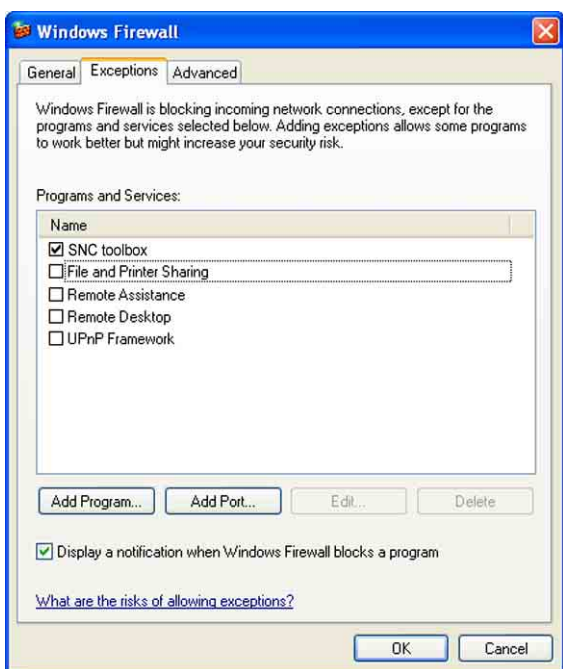 Windows Firewall
General Exceptions Advanced
Windows Firewall is blocking incoming network connections, except for the
programs and services selected below. Adding exceptions allows some programs
to work better but might increase your security risk.
Programs and Services:
Name
SNC toolbox
File and Printer Sharing
Remote Assistance
Remote Desktop
UPnP Framework
Add Program... Add Port... Edit... Delete
Display a notification when Windows Firewall blocks a program
What are the risks of allowing exceptions?
OK Cancel